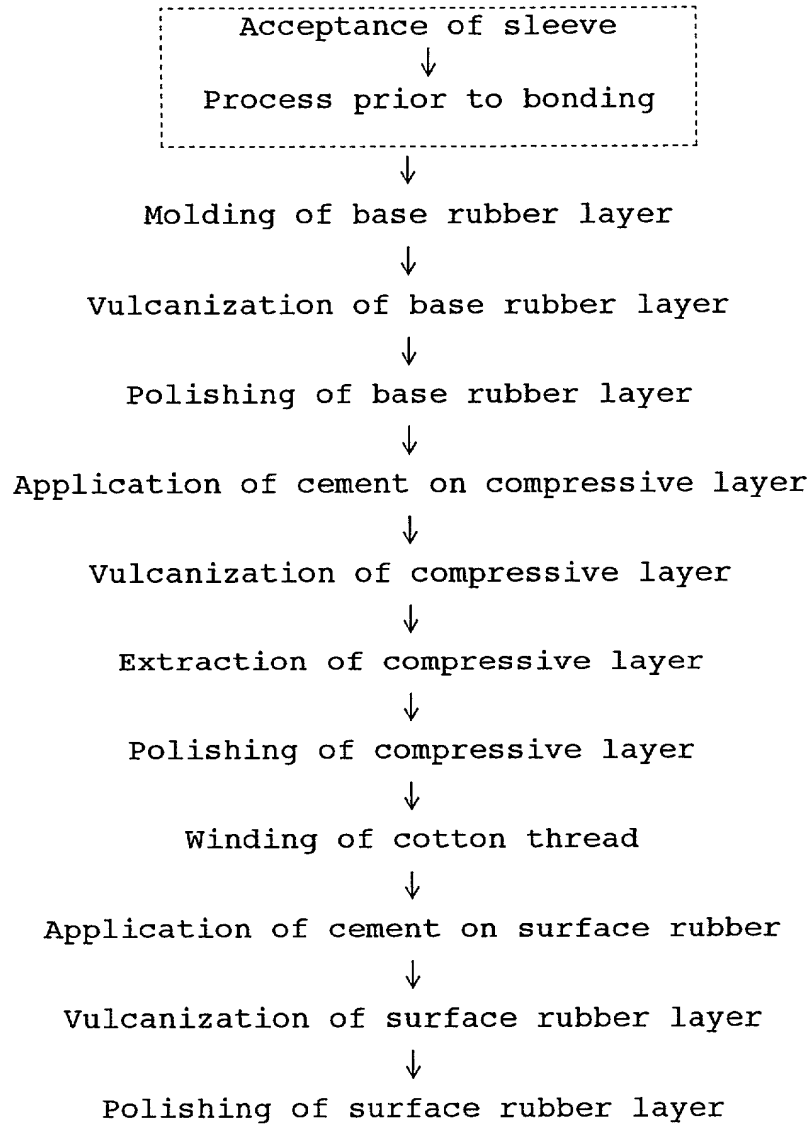 Acceptance of sleeve
↓
Process prior to bonding
↓
Molding of base rubber layer
↓
Vulcanization of base rubber layer
↓
Polishing of base rubber layer
↓
Application of cement on compressive layer
↓
Vulcanization of compressive layer
↓
Extraction of compressive layer
↓
Polishing of compressive layer
↓
Winding of cotton thread
↓
Application of cement on surface rubber
↓
Vulcanization of surface rubber layer
↓
Polishing of surface rubber layer